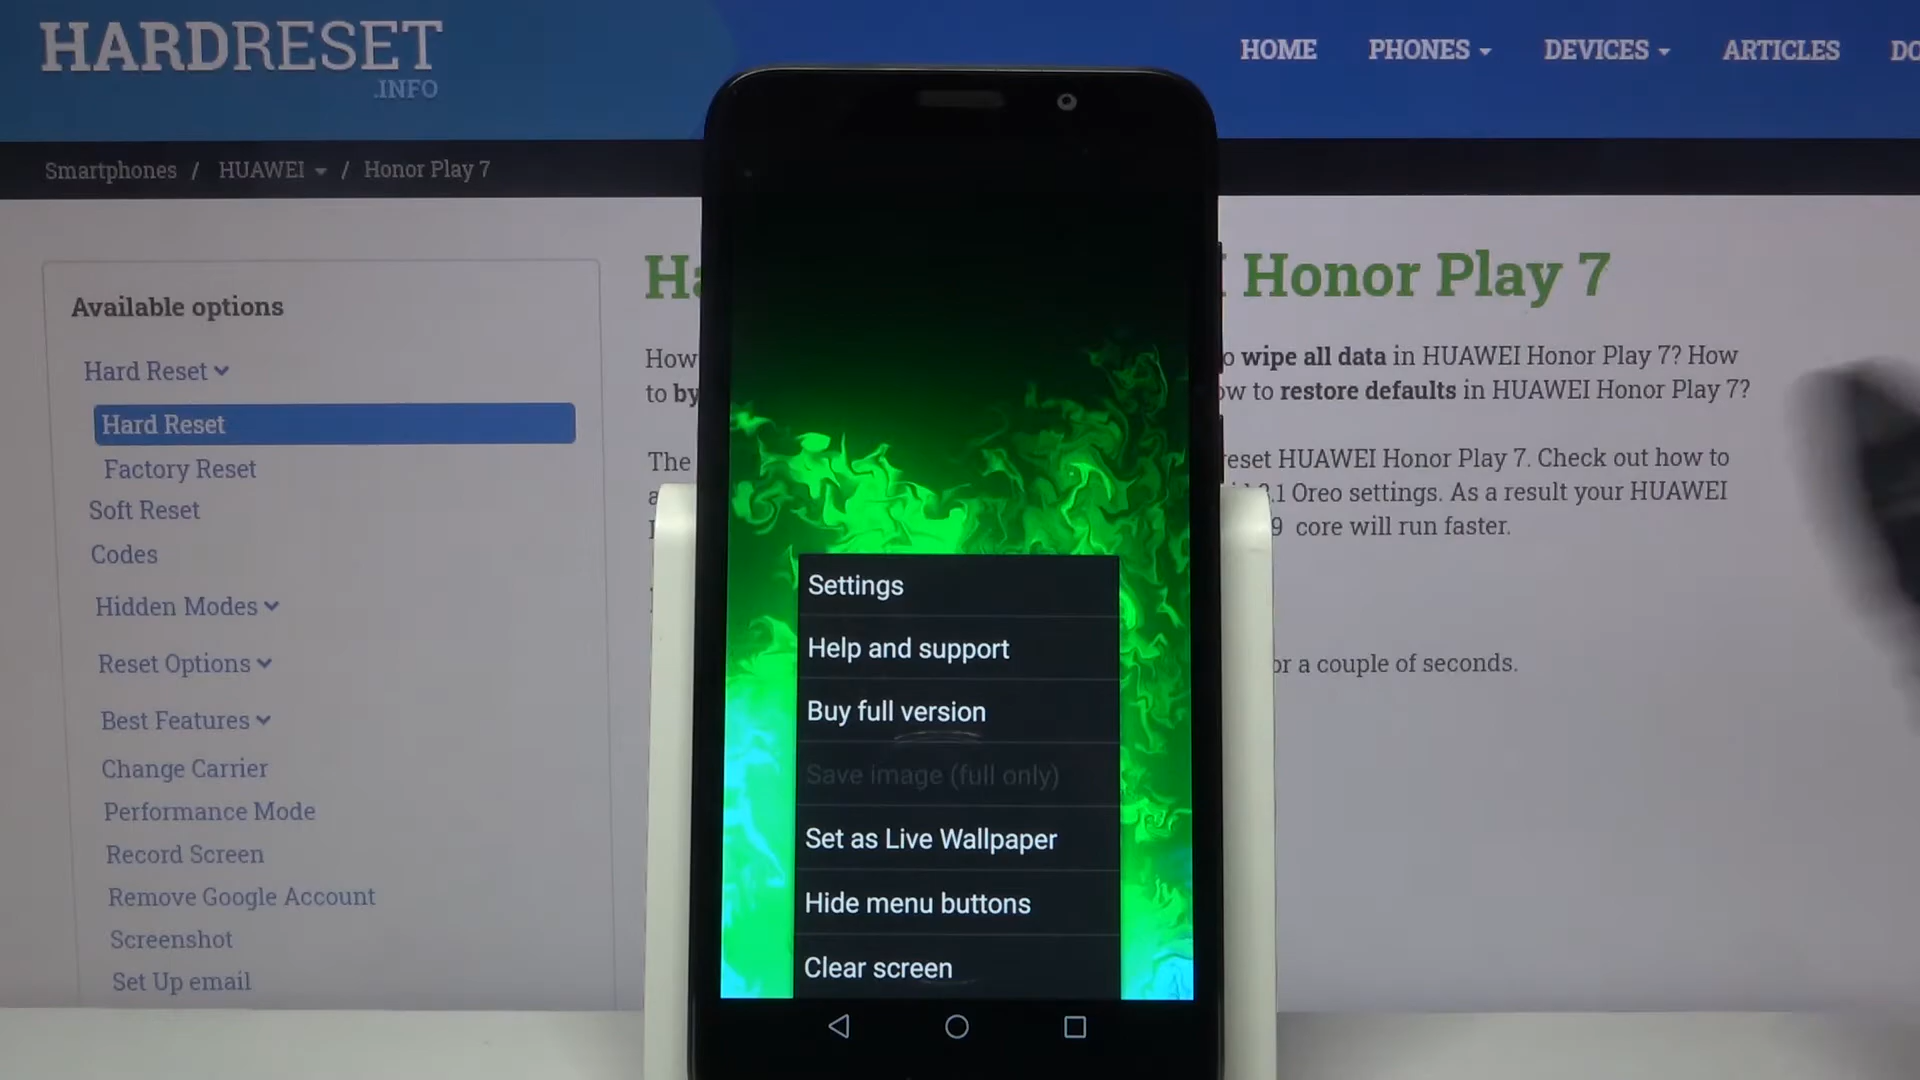 HARDRESET
.INFO
HOME PHONES DEVICES ARTICLES
Smartphones / HUAWEI / Honor Play 7
Honor Play 7
Available options
Hard Reset
Hard Reset
Factory Reset
Soft Reset
Codes
Hidden Modes
Reset Options
Best Features
Change Carrier
Performance Mode
Record Screen
Remove Google Account
Screenshot
Set Up email
How wipe all data in HUAWEI Honor Play 7? How
to restore defaults in HUAWEI Honor Play 7?
The HUAWEI Honor Play 7. Check out how to
Oreo settings. As a result your HUAWEI
core will run faster.
a couple of seconds.
Settings
Help and support
Buy full version
Save image (full only)
Set as Live Wallpaper
Hide menu buttons
Clear screen